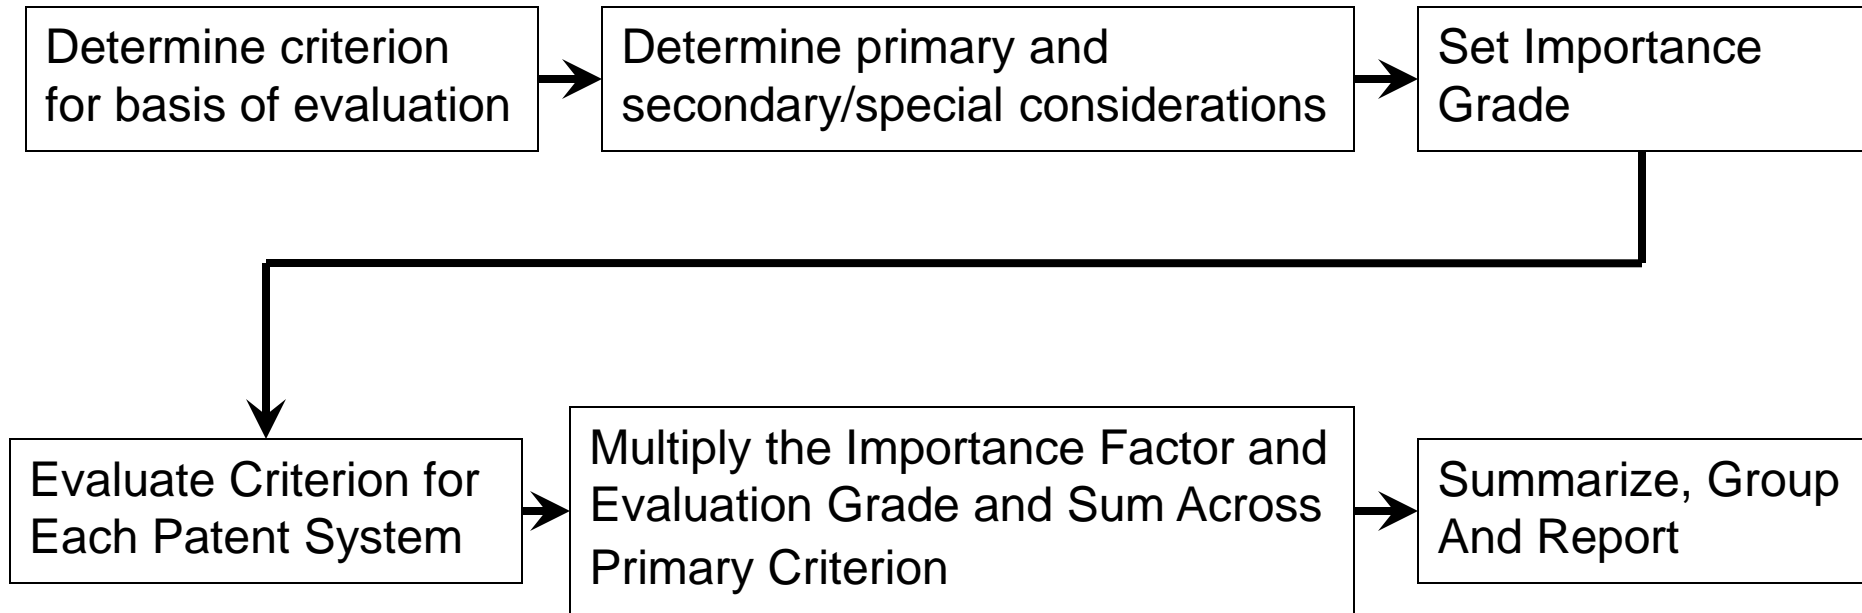 Determine criterion
for basis of evaluation
Determine primary and
secondary/special considerations
Set Importance
Grade
Evaluate Criterion for
Each Patent System
Multiply the Importance Factor and
Evaluation Grade and Sum Across
Primary Criterion
Summarize, Group
And Report